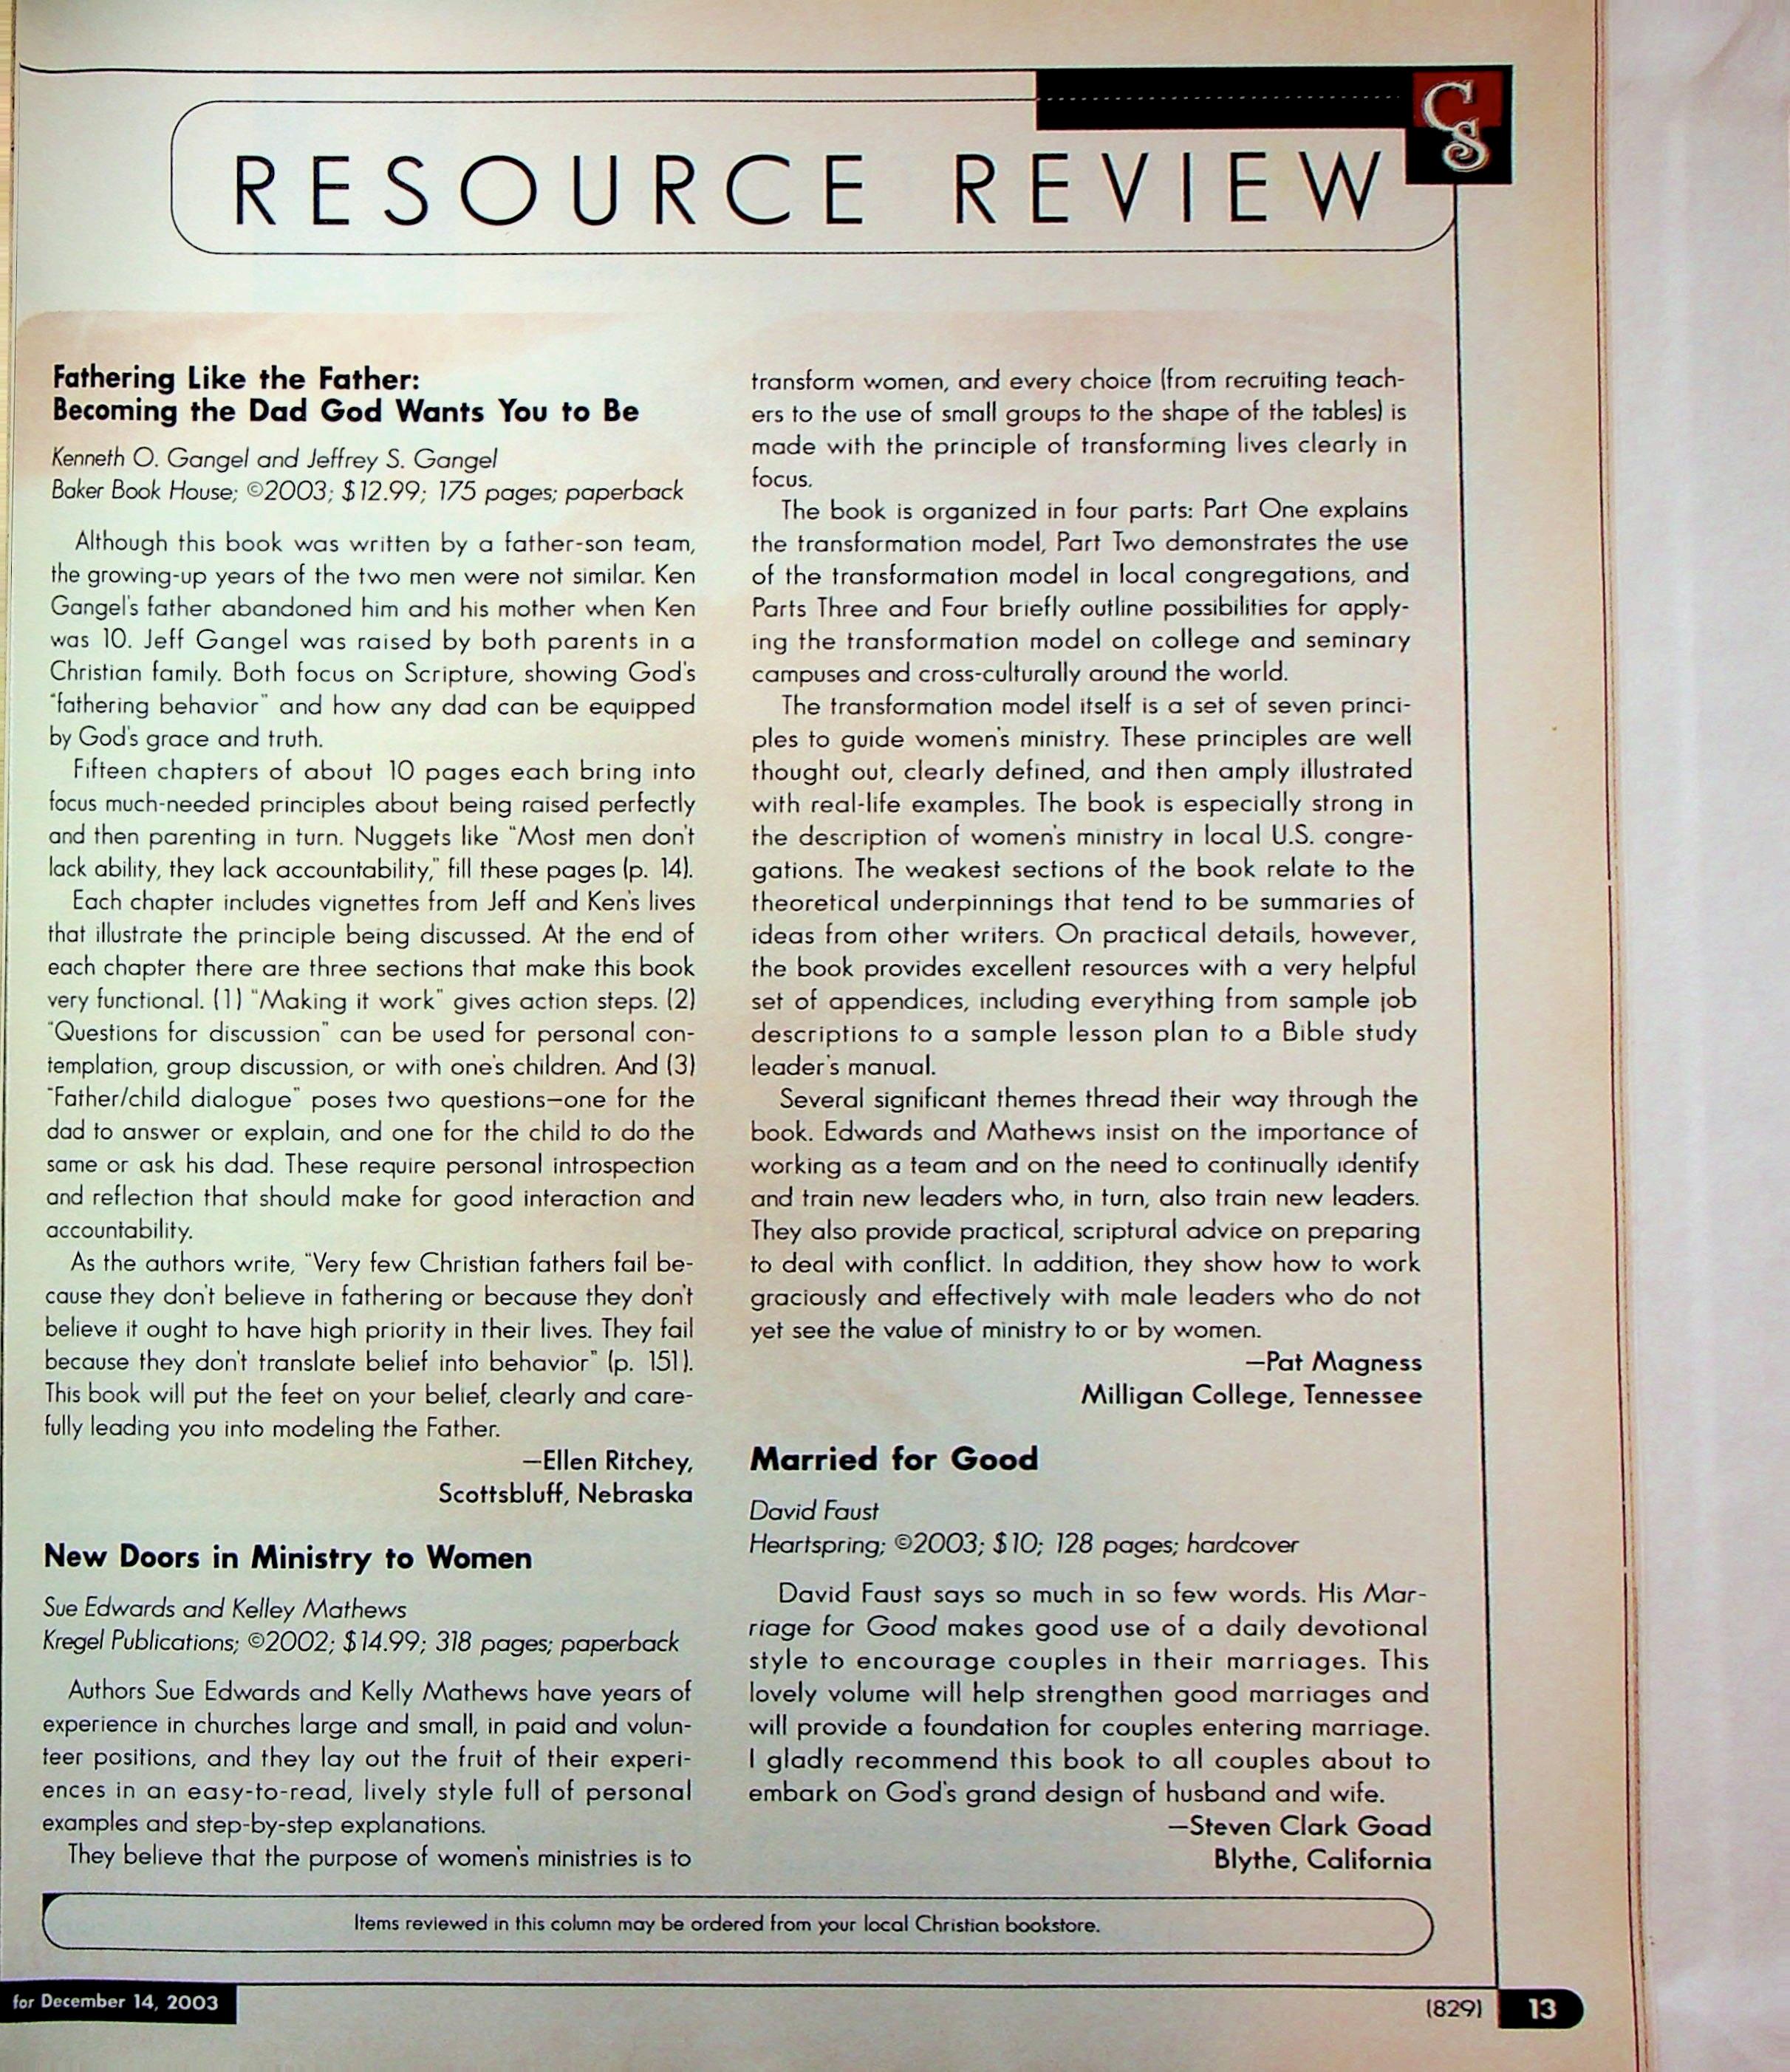 CS
RESOURCE REVIEW
Fathering Like the Father:
Becoming the Dad God Wants You to Be
Kenneth O. Gangel and Jeffrey S. Gangel
Baker Book House; ©2003; $12.99; 175 pages; paperback
Although this book was written by a father-son team,
the growing-up years of the two men were not similar. Ken
Gangel's father abandoned him and his mother when Ken
was 10. Jeff Gangel was raised by both parents in a
Christian family. Both focus on Scripture, showing God's
"fathering behavior" and how any dad can be equipped
by God's grace and truth.
Fifteen chapters of about 10 pages each bring into
focus much-needed principles about being raised perfectly
and then parenting in turn. Nuggets like "Most men don't
lack ability, they lack accountability," fill these pages (p. 14).
Each chapter includes vignettes from Jeff and Ken's lives
that illustrate the principle being discussed. At the end of
each chapter there are three sections that make this book
very functional. (1) "Making it work" gives action steps. (2)
"Questions for discussion" can be used for personal con-
templation, group discussion, or with one's children. And (3)
"Father/child dialogue" poses two questions—one for the
dad to answer or explain, and one for the child to do the
same or ask his dad. These require personal introspection
and reflection that should make for good interaction and
accountability.
As the authors write, "Very few Christian fathers fail be-
cause they don't believe in fathering or because they don't
believe it ought to have high priority in their lives. They fail
because they don't translate belief into behavior" (p. 151).
This book will put the feet on your belief, clearly and care-
fully leading you into modeling the Father.
—Ellen Ritchey,
Scottsbluff, Nebraska
New Doors in Ministry to Women
Sue Edwards and Kelley Mathews
Kregel Publications; ©2002; $14.99; 318 pages; paperback
Authors Sue Edwards and Kelly Mathews have years of
experience in churches large and small, in paid and volun-
teer positions, and they lay out the fruit of their experi-
ences in an easy-to-read, lively style full of personal
examples and step-by-step explanations.
They believe that the purpose of women's ministries is to
transform women, and every choice (from recruiting teach-
ers to the use of small groups to the shape of the tables) is
made with the principle of transforming lives clearly in
focus.
The book is organized in four parts: Part One explains
the transformation model, Part Two demonstrates the use
of the transformation model in local congregations, and
Parts Three and Four briefly outline possibilities for apply-
ing the transformation model on college and seminary
campuses and cross-culturally around the world.
The transformation model itself is a set of seven princi-
ples to guide women's ministry. These principles are well
thought out, clearly defined, and then amply illustrated
with real-life examples. The book is especially strong in
the description of women's ministry in local U.S. congre-
gations. The weakest sections of the book relate to the
theoretical underpinnings that tend to be summaries of
ideas from other writers. On practical details, however,
the book provides excellent resources with a very helpful
set of appendices, including everything from sample job
descriptions to a sample lesson plan to a Bible study
leader's manual.
Several significant themes thread their way through the
book. Edwards and Mathews insist on the importance of
working as a team and on the need to continually identify
and train new leaders who, in turn, also train new leaders.
They also provide practical, scriptural advice on preparing
to deal with conflict. In addition, they show how to work
graciously and effectively with male leaders who do not
yet see the value of ministry to or by women.
—Pat Magness
Milligan College, Tennessee
Married for Good
David Faust
Heartspring; ©2003; $10; 128 pages; hardcover
David Faust says so much in so few words. His Mar-
riage for Good makes good use of a daily devotional
style to encourage couples in their marriages. This
lovely volume will help strengthen good marriages and
will provide a foundation for couples entering marriage.
I gladly recommend this book to all couples about to
embark on God's grand design of husband and wife.
—Steven Clark Goad
Blythe, California
Items reviewed in this column may be ordered from your local Christian bookstore.
for December 14, 2003
(829) 13